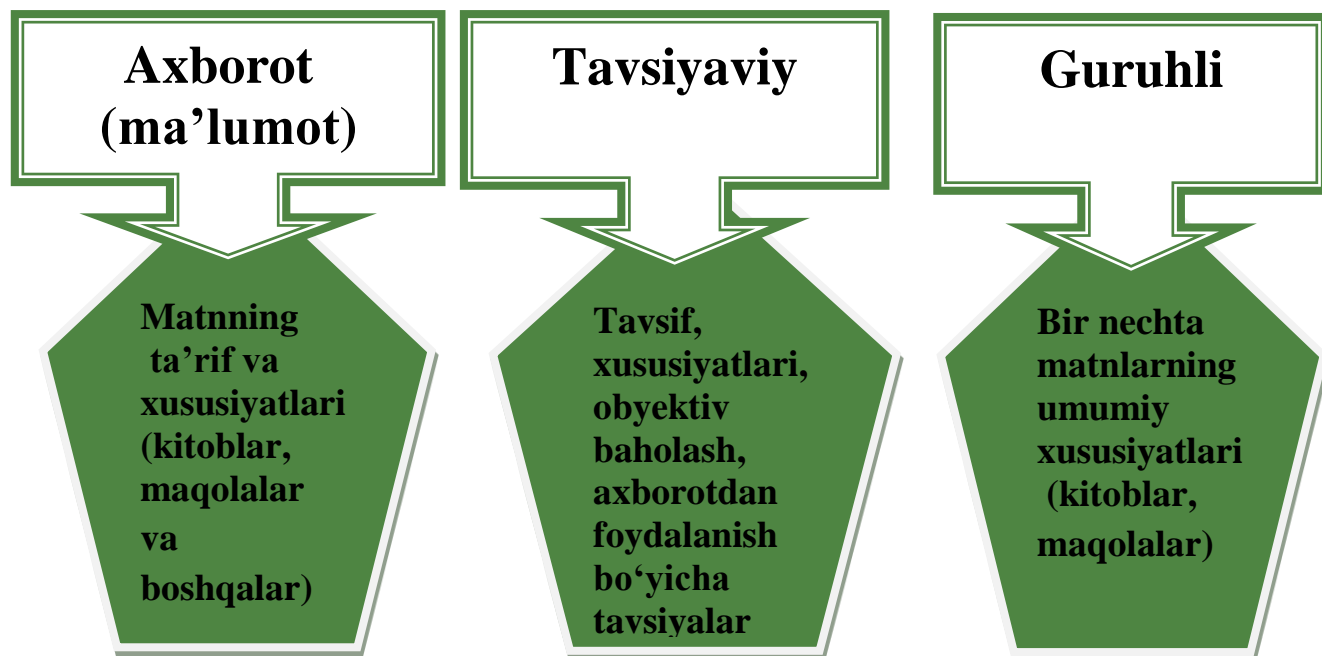 Axborot
(ma’lumot)
Matnning
ta’rif va
xususiyatlari
(kitoblar,
maqolalar
va
boshqalar)
Tavsiyaviy
Tavsif,
xususiyatlari,
obyektiv
baholash,
axborotdan
foydalanish
bo‘yicha
tavsiyalar
Guruhli
Bir nechta
matnlarning
umumiy
xususiyatlari
(kitoblar,
maqolalar)